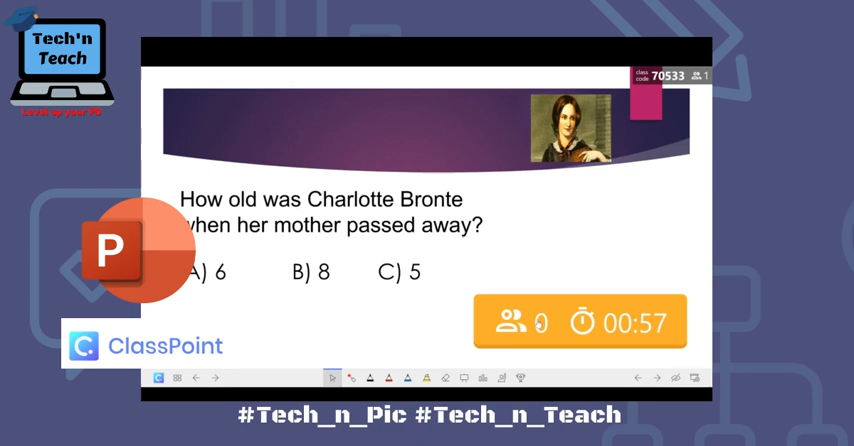 Tech'n
Teach
Level up your PD
class
code 70533 1
How old was Charlotte Bronte
when her mother passed away?
A) 6 B) 8 C) 5
0 00:57
P
C. ClassPoint
#Tech_n_Pic #Tech_n_Teach